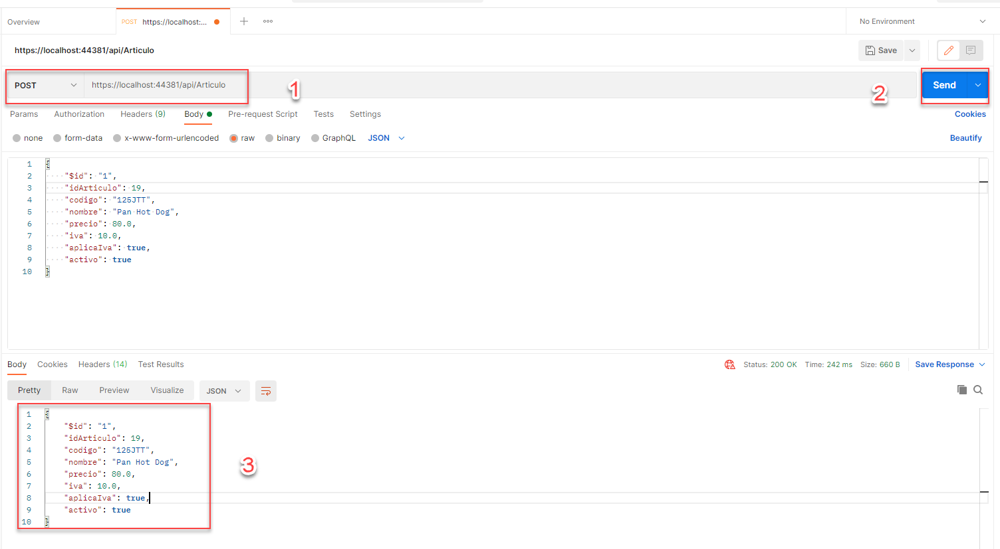 Overview
POST https://localhost:...
No Environment
https://localhost:44381/api/Articulo
Save
POST https://localhost:44381/api/Articulo
1
2
Send
Params Authorization Headers (9) Body Pre-request Script Tests Settings
Cookies
none form-data x-www-form-urlencoded raw binary GraphQL JSON
Beautify
1 {
2 "$id": "1",
3 "idArticulo": 19,
4 "codigo": "125JTT",
5 "nombre": "Pan Hot Dog",
6 "precio": 80.0,
7 "iva": 10.0,
8 "aplicaIva": true,
9 "activo": true
10 }
Body Cookies Headers (14) Test Results
Status: 200 OK Time: 242 ms Size: 660 B Save Response
Pretty Raw Preview Visualize JSON
1 {
2 "$id": "1",
3 "idArticulo": 19,
4 "codigo": "125JTT",
5 "nombre": "Pan Hot Dog",
6 "precio": 80.0,
7 "iva": 10.0,
8 "aplicaIva": true,
9 "activo": true
10 }
3